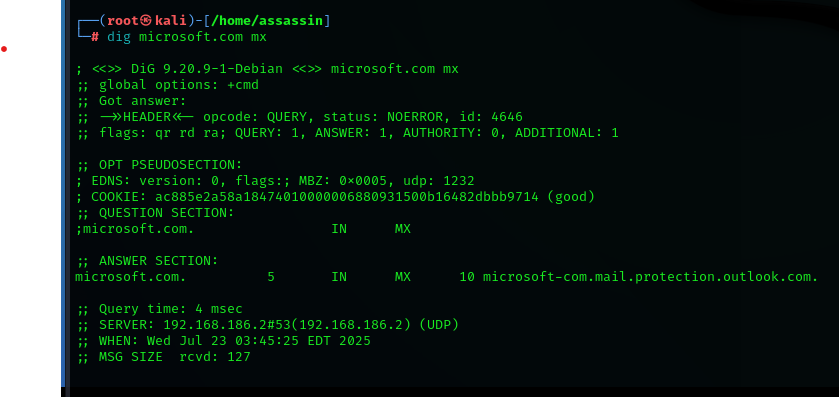 ┌──(root㉿kali)-[/home/assassin]
└─# dig microsoft.com mx
; <<>> DiG 9.20.9-1-Debian <<>> microsoft.com mx
;; global options: +cmd
;; Got answer:
;; ->>HEADER<<- opcode: QUERY, status: NOERROR, id: 4646
;; flags: qr rd ra; QUERY: 1, ANSWER: 1, AUTHORITY: 0, ADDITIONAL: 1
;; OPT PSEUDOSECTION:
; EDNS: version: 0, flags:; MBZ: 0x0005, udp: 1232
; COOKIE: ac885e2a58a18474010000006880931500b16482dbbb9714 (good)
;; QUESTION SECTION:
;microsoft.com. IN MX
;; ANSWER SECTION:
microsoft.com. 5 IN MX 10 microsoft-com.mail.protection.outlook.com.
;; Query time: 4 msec
;; SERVER: 192.168.186.2#53(192.168.186.2) (UDP)
;; WHEN: Wed Jul 23 03:45:25 EDT 2025
;; MSG SIZE rcvd: 127